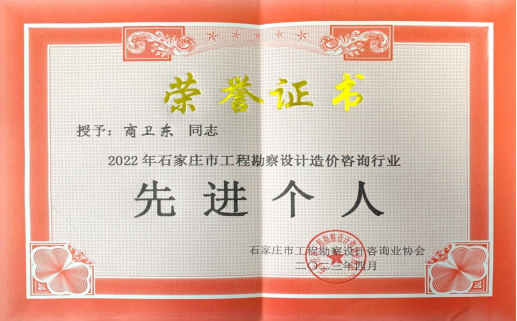 荣誉证书
授予：商卫东 同志
2022年石家庄市工程勘察设计造价咨询行业
先进个人
石家庄市工程勘察设计咨询业协会
二〇二三年四月